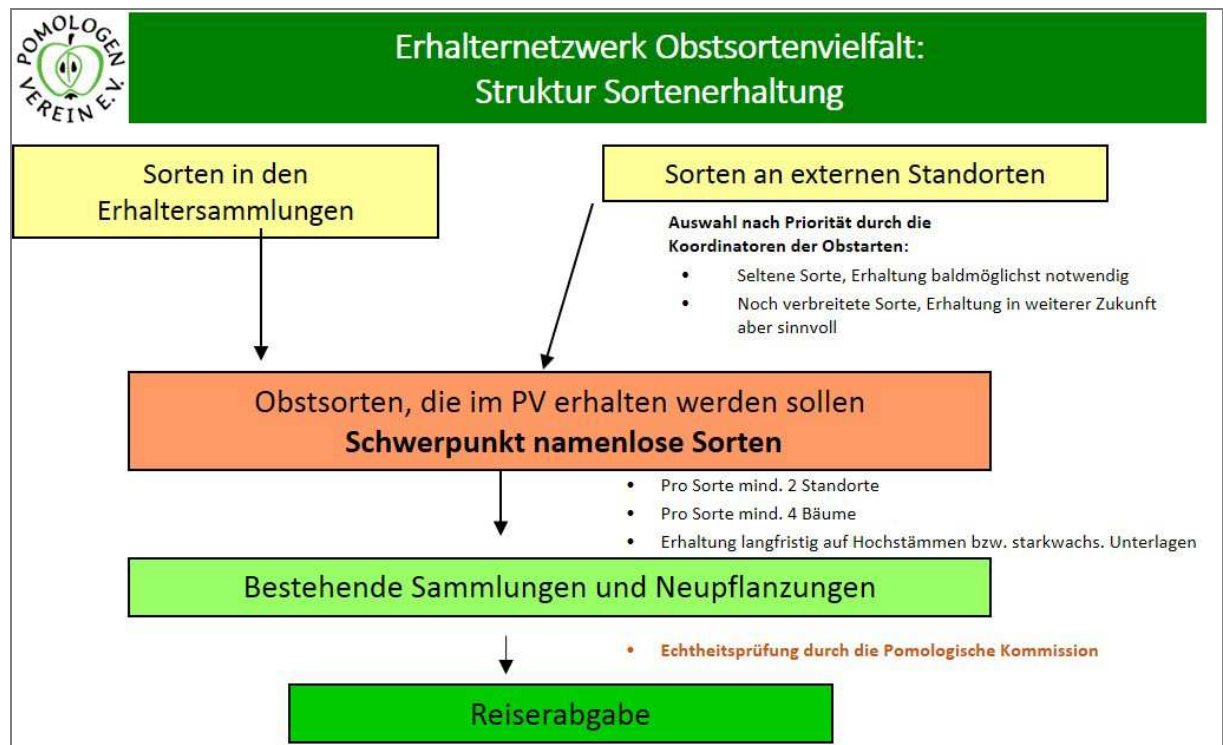 POMOLOGEN
VEREIN E.V.
Erhalternetzwerk Obstsortenvielfalt:
Struktur Sortenerhaltung
Sorten in den
Erhaltersammlungen
Sorten an externen Standorten
Auswahl nach Priorität durch die
Koordinatoren der Obstarten:
• Seltene Sorte, Erhaltung baldmöglichst notwendig
• Noch verbreitete Sorte, Erhaltung in weiterer Zukunft
aber sinnvoll
Obstsorten, die im PV erhalten werden sollen
Schwerpunkt namenlose Sorten
• Pro Sorte mind. 2 Standorte
• Pro Sorte mind. 4 Bäume
• Erhaltung langfristig auf Hochstämmen bzw. starkwachs. Unterlagen
Bestehende Sammlungen und Neupflanzungen
• Echtheitsprüfung durch die Pomologische Kommission
Reiserabgabe